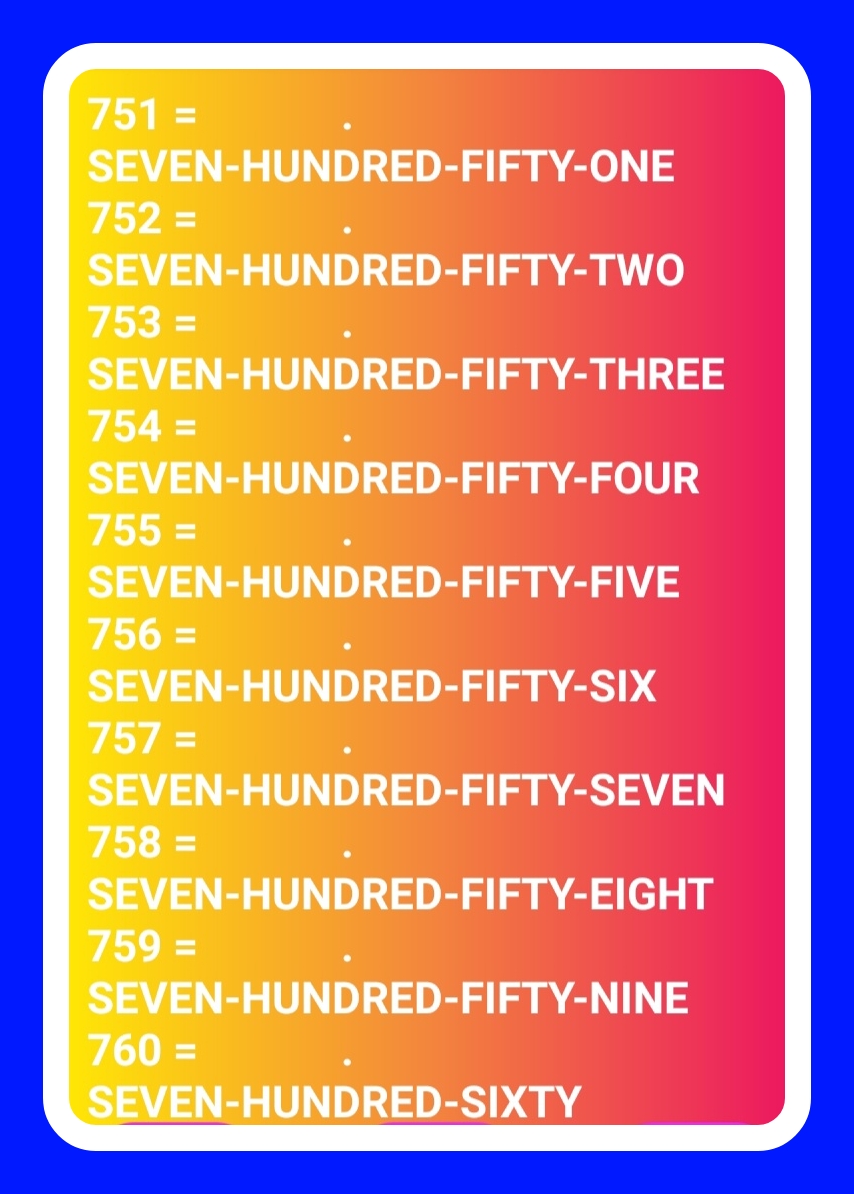 751 = .
SEVEN-HUNDRED-FIFTY-ONE
752 = .
SEVEN-HUNDRED-FIFTY-TWO
753 = .
SEVEN-HUNDRED-FIFTY-THREE
754 = .
SEVEN-HUNDRED-FIFTY-FOUR
755 = .
SEVEN-HUNDRED-FIFTY-FIVE
756 = .
SEVEN-HUNDRED-FIFTY-SIX
757 = .
SEVEN-HUNDRED-FIFTY-SEVEN
758 = .
SEVEN-HUNDRED-FIFTY-EIGHT
759 = .
SEVEN-HUNDRED-FIFTY-NINE
760 = .
SEVEN-HUNDRED-SIXTY